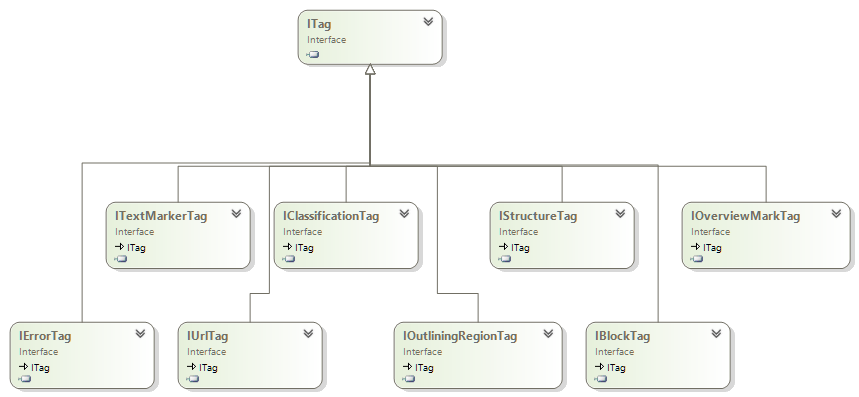 ITag
Interface
ITextMarkerTag
Interface
ITag
IClassificationTag
Interface
ITag
IStructureTag
Interface
ITag
IOverviewMarkTag
Interface
ITag
IErrorTag
Interface
ITag
IUrlTag
Interface
ITag
IOutliningRegionTag
Interface
ITag
IBlockTag
Interface
ITag